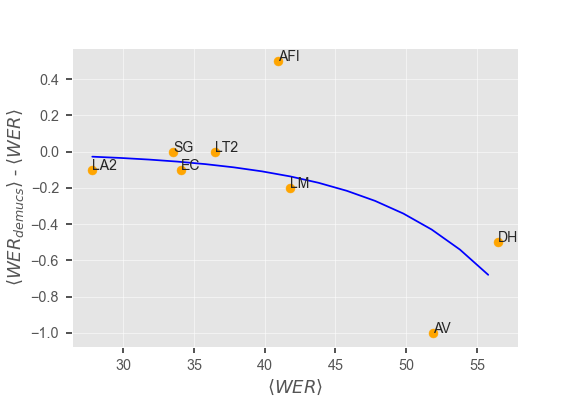 ⟨WER_demucs⟩ - ⟨WER⟩
0.4
0.2
0.0
−0.2
−0.4
−0.6
−0.8
−1.0
AFI
SG
LT2
LA2
EC
LM
DH
AV
30
35
40
45
50
55
⟨WER⟩